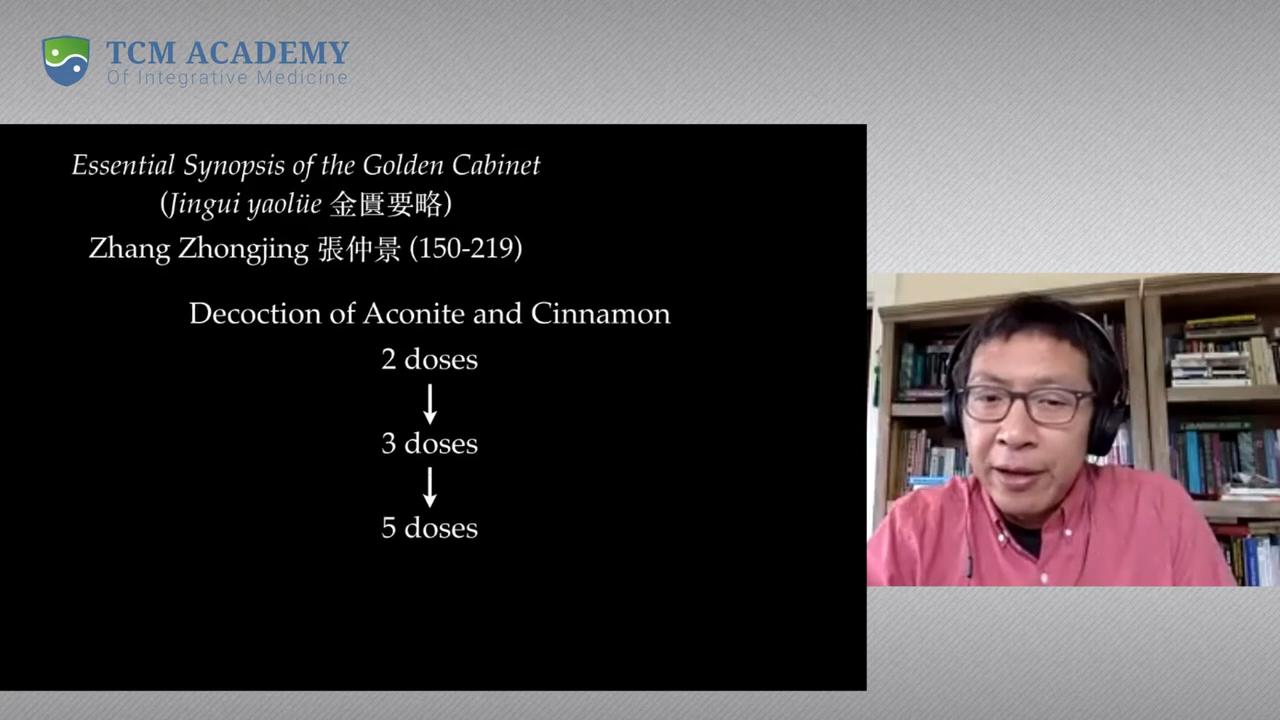 TCM ACADEMY
Of Integrative Medicine
Essential Synopsis of the Golden Cabinet
(Jingui yaolüe 金匱要略)
Zhang Zhongjing 張仲景 (150-219)
Decoction of Aconite and Cinnamon
2 doses
3 doses
5 doses